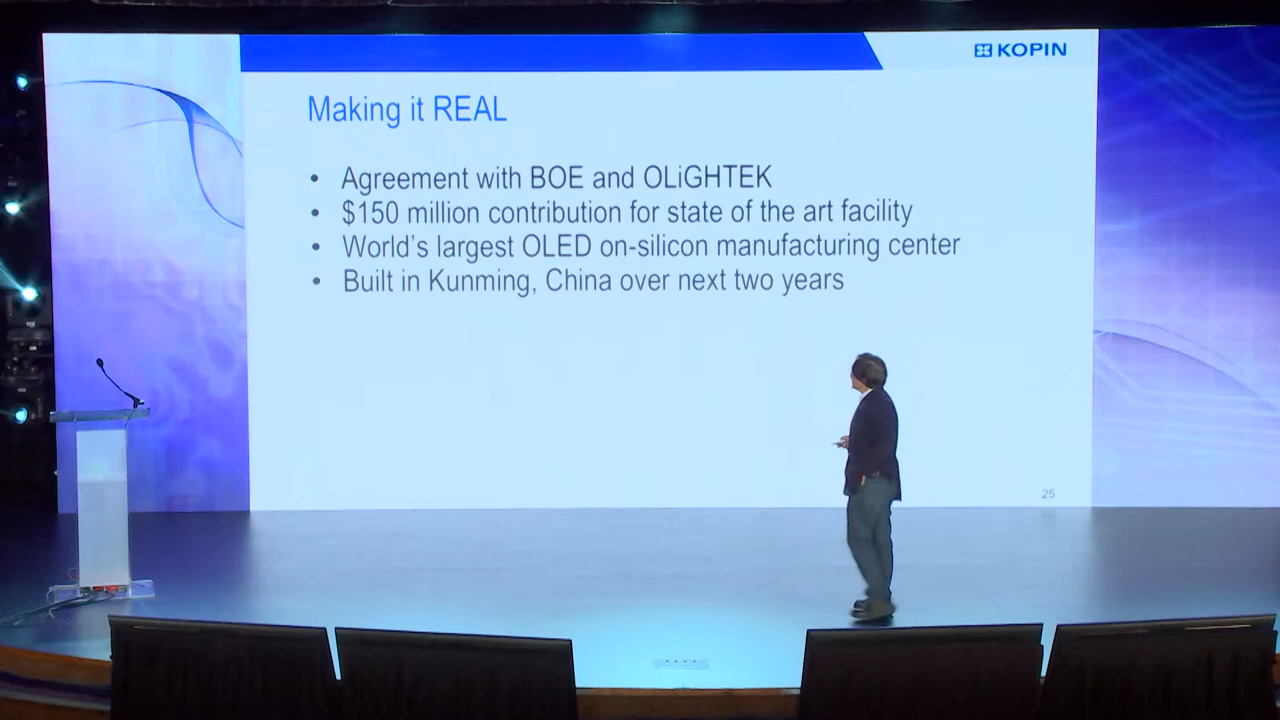 KOPIN
Making it REAL
• Agreement with BOE and OLiGHTEK
• $150 million contribution for state of the art facility
• World's largest OLED on-silicon manufacturing center
• Built in Kunming, China over next two years
25